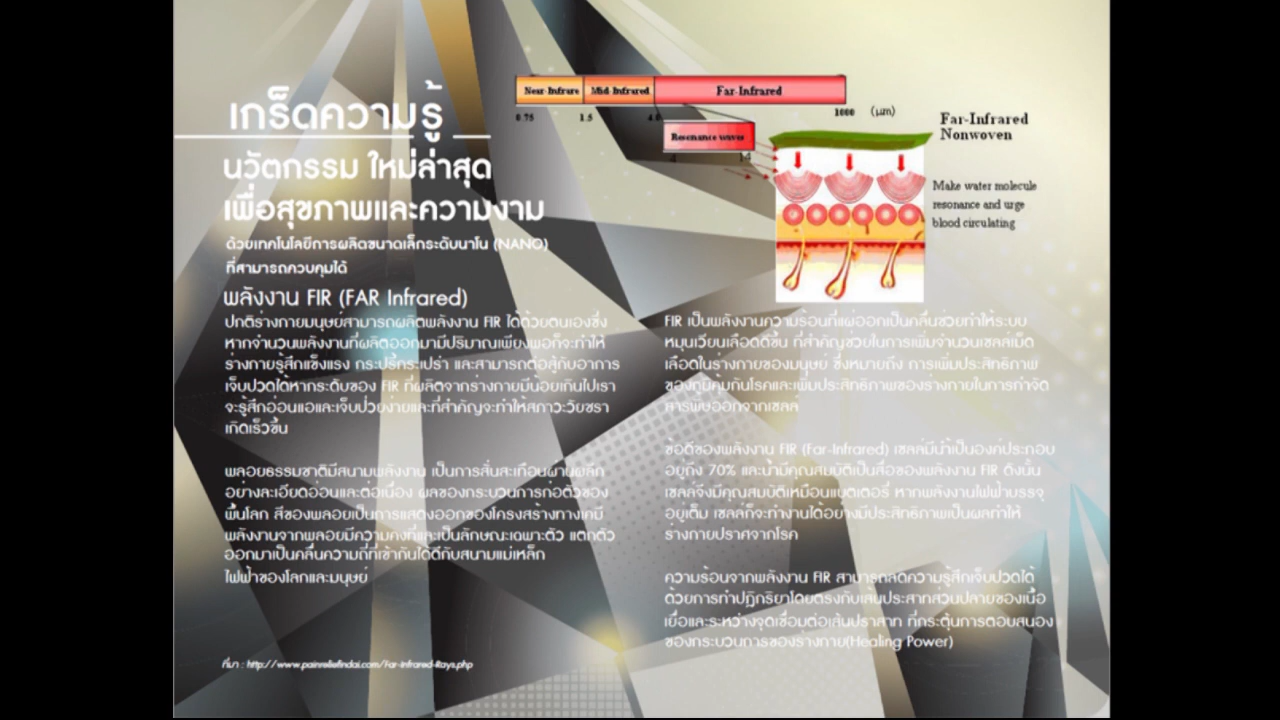 เกร็ดความรู้
นวัตกรรม ใหม่ล่าสุด
เพื่อสุขภาพและความงาม
ด้วยเทคโนโลยีการผลิตขนาดเล็กระดับนาโน (NANO)
ที่สามารถควบคุมได้
พลังงาน FIR (FAR Infrared)
ปกติร่างกายมนุษย์สามารถผลิตพลังงาน FIR ได้ด้วยตนเองซึ่ง
หากจำนวนพลังงานที่ผลิตออกมามีปริมาณเพียงพอก็จะทำให้
ร่างกายรู้สึกแข็งแรง กระปรี้กระเปร่า และสามารถต่อสู้กับอาการ
เจ็บปวดได้หากระดับของ FIR ที่ผลิตจากร่างกายมีน้อยเกินไปเรา
จะรู้สึกอ่อนแอและเจ็บป่วยง่ายและที่สำคัญจะทำให้สภาวะวัยชรา
เกิดเร็วขึ้น
พลอยธรรมชาติมีสนามพลังงาน เป็นการสั่นสะเทือนผ่านผลึก
อย่างละเอียดอ่อนและต่อเนื่อง ผลของกระบวนการก่อตัวของ
พื้นโลก สีของพลอยเป็นการแสดงออกของโครงสร้างทางเคมี
พลังงานจากพลอยมีความคงที่และเป็นลักษณะเฉพาะตัว แตกตัว
ออกมาเป็นคลื่นความถี่ที่เข้ากันได้ดีกับสนามแม่เหล็ก
ไฟฟ้าของโลกและมนุษย์
ที่มา : http://www.painreliefindai.com/Far-Infrared-Rays.php
Near-Infrare Mid-Infrared Far-Infrared
0.75 1.5 4.0 1000 (μm)
Resonance waves
4 14
Far-Infrared
Nonwoven
Make water molecule
resonance and urge
blood circulating
FIR เป็นพลังงานความร้อนที่แผ่ออกเป็นคลื่นช่วยทำให้ระบบ
หมุนเวียนเลือดดีขึ้น ที่สำคัญช่วยในการเพิ่มจำนวนเซลล์เม็ด
เลือดในร่างกายของมนุษย์ ซึ่งหมายถึง การเพิ่มประสิทธิภาพ
ของภูมิคุ้มกันโรคและเพิ่มประสิทธิภาพของร่างกายในการกำจัด
สารพิษออกจากเซลล์
ข้อดีของพลังงาน FIR (Far-Infrared) เซลล์มีน้ำเป็นองค์ประกอบ
อยู่ถึง 70% และน้ำมีคุณสมบัติเป็นสื่อของพลังงาน FIR ดังนั้น
เซลล์จึงมีคุณสมบัติเหมือนแบตเตอรี่ หากพลังงานไฟฟ้าบรรจุ
อยู่เต็ม เซลล์ก็จะทำงานได้อย่างมีประสิทธิภาพเป็นผลทำให้
ร่างกายปราศจากโรค
ความร้อนจากพลังงาน FIR สามารถลดความรู้สึกเจ็บปวดได้
ด้วยการทำปฏิกริยาโดยตรงกับเส้นประสาทส่วนปลายของเนื้อ
เยื่อและระหว่างจุดเชื่อมต่อเส้นปราสาท ที่กระตุ้นการตอบสนอง
ของกระบวนการของร่างกาย(Healing Power)